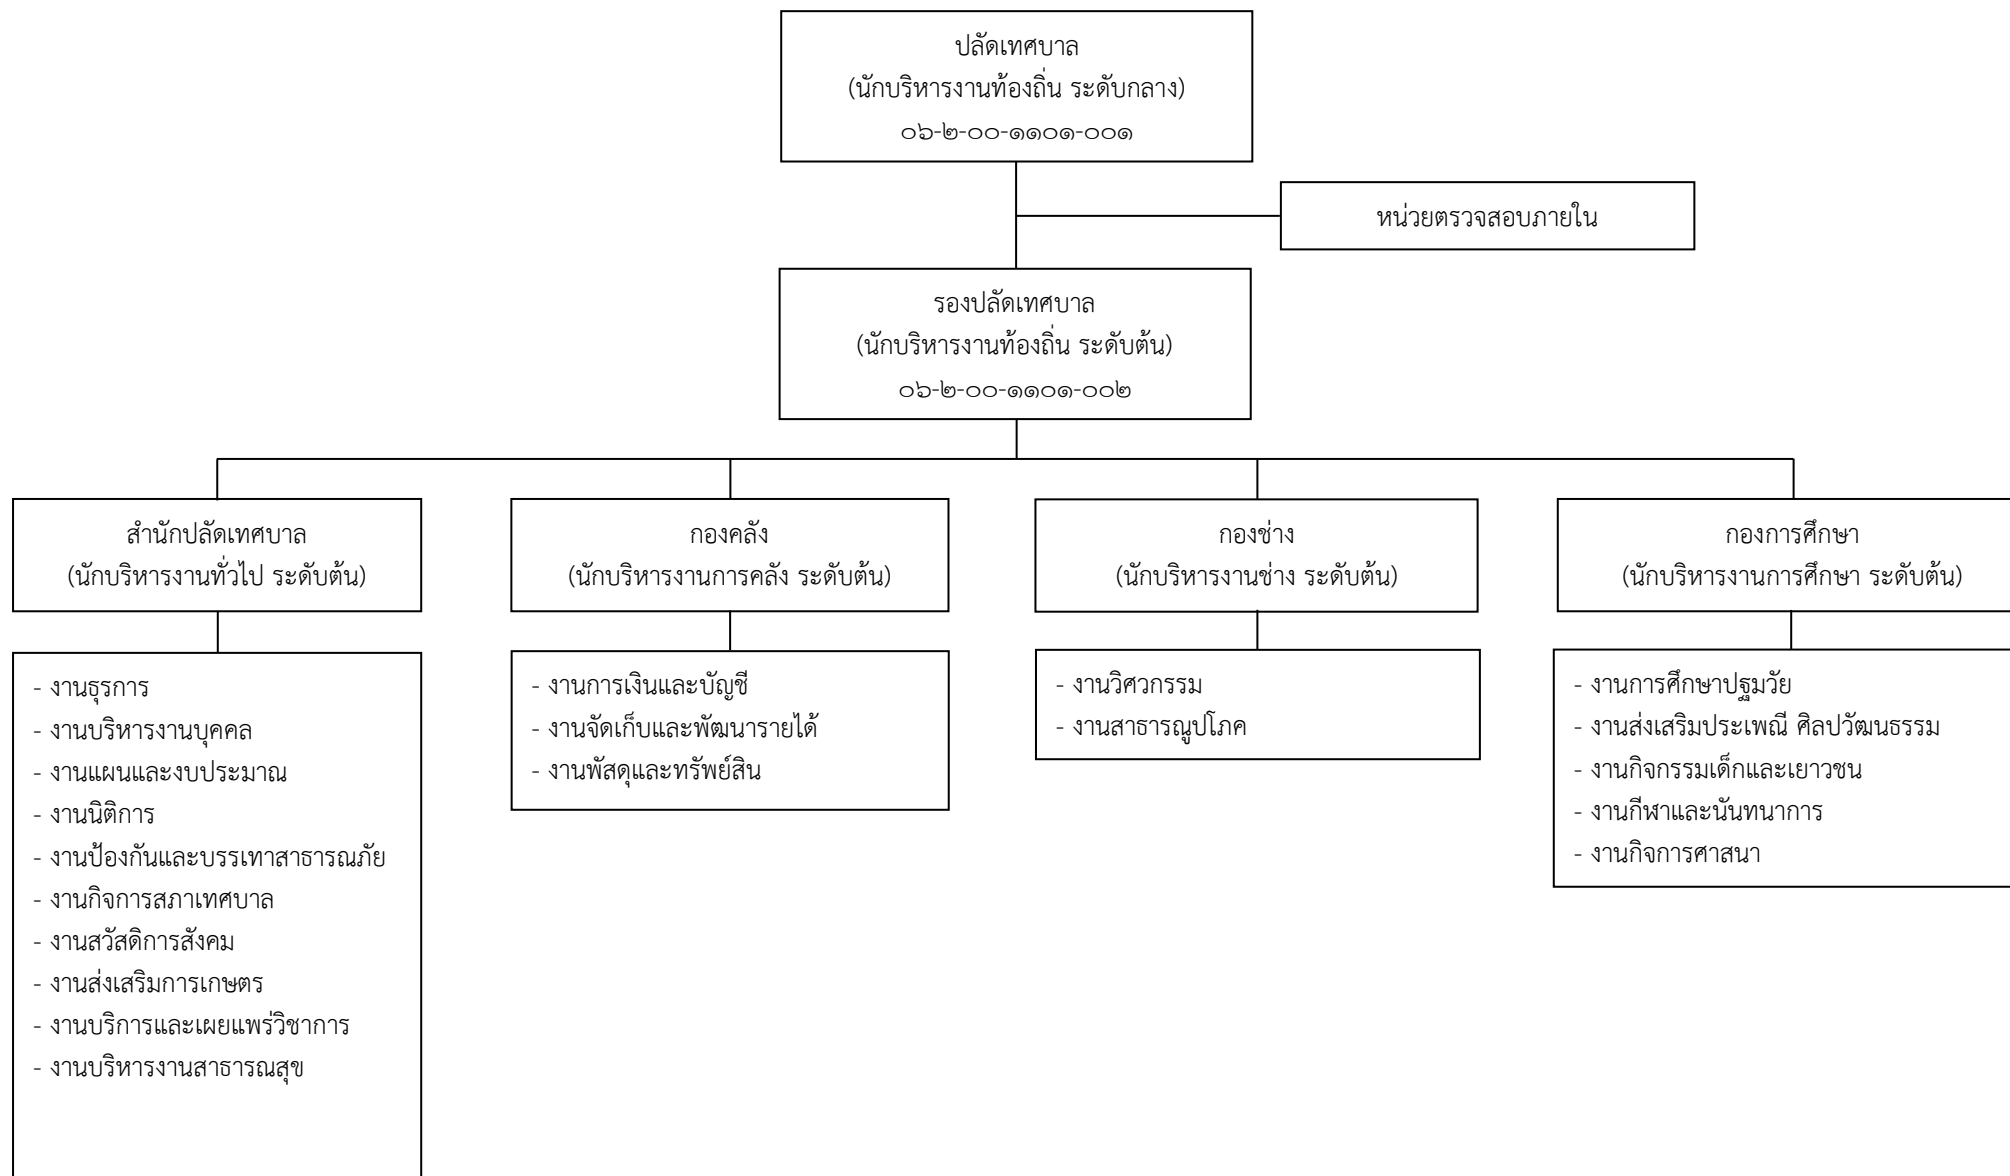 ปลัดเทศบาล
(นักบริหารงานท้องถิ่น ระดับกลาง)
๐๖-๒-๐๐-๑๑๐๑-๐๐๑
หน่วยตรวจสอบภายใน
รองปลัดเทศบาล
(นักบริหารงานท้องถิ่น ระดับต้น)
๐๖-๒-๐๐-๑๑๐๑-๐๐๒
สำนักปลัดเทศบาล
(นักบริหารงานทั่วไป ระดับต้น)
กองคลัง
(นักบริหารงานการคลัง ระดับต้น)
กองช่าง
(นักบริหารงานช่าง ระดับต้น)
กองการศึกษา
(นักบริหารงานการศึกษา ระดับต้น)
- งานธุรการ
- งานบริหารงานบุคคล
- งานแผนและงบประมาณ
- งานนิติการ
- งานป้องกันและบรรเทาสาธารณภัย
- งานกิจการสภาเทศบาล
- งานสวัสดิการสังคม
- งานส่งเสริมการเกษตร
- งานบริการและเผยแพร่วิชาการ
- งานบริหารงานสาธารณสุข
- งานการเงินและบัญชี
- งานจัดเก็บและพัฒนารายได้
- งานพัสดุและทรัพย์สิน
- งานวิศวกรรม
- งานสาธารณูปโภค
- งานการศึกษาปฐมวัย
- งานส่งเสริมประเพณี ศิลปวัฒนธรรม
- งานกิจกรรมเด็กและเยาวชน
- งานกีฬาและนันทนาการ
- งานกิจการศาสนา